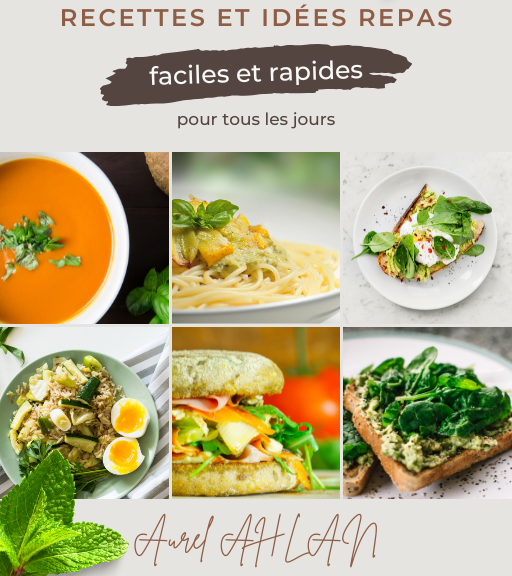 RECETTES ET IDÉES REPAS
faciles et rapides
pour tous les jours
Aurel AHLAN